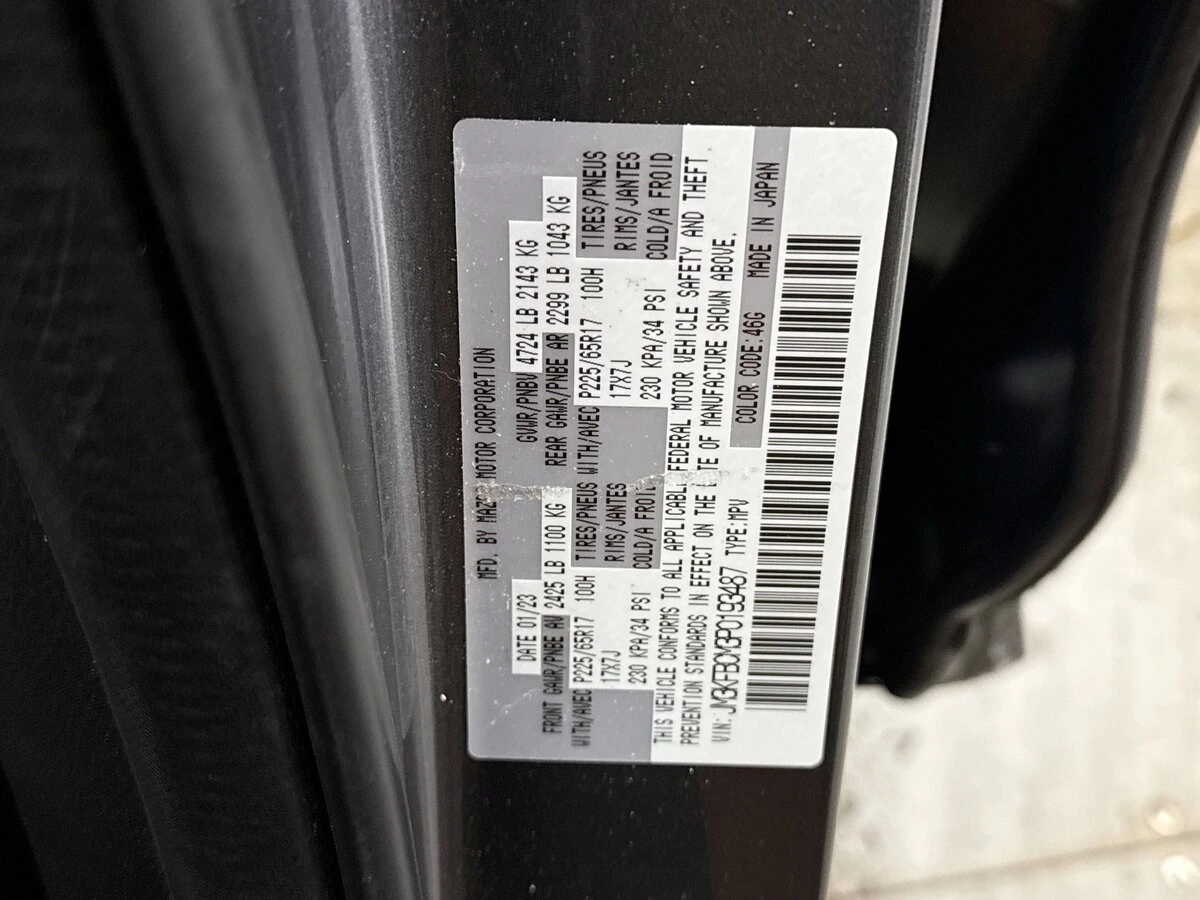 MFD. BY MAZ MOTOR CORPORATION
DATE 01/23 GVWR/PNBV 4724 LB 2143 KG
FRONT GAWR/PNBE AV 2425 LB 1100 KG REAR GAWR/PNBE AR 2299 LB 1043 KG
WITH/AVEC P225/65R17 100H TIRES/PNEUS WITH/AVEC P225/65R17 100H TIRES/PNEUS
17X7J RIMS/JANTES 17X7J RIMS/JANTES
230 KPA/34 PSI COLD/A FROID 230 KPA/34 PSI COLD/A FROID
THIS VEHICLE CONFORMS TO ALL APPLICABL FEDERAL MOTOR VEHICLE SAFETY AND THEFT
PREVENTION STANDARDS IN EFFECT ON THE TE OF MANUFACTURE SHOWN ABOVE.
VIN: JM3KFBCM3P0193487 TYPE:MPV COLOR CODE:46G MADE IN JAPAN